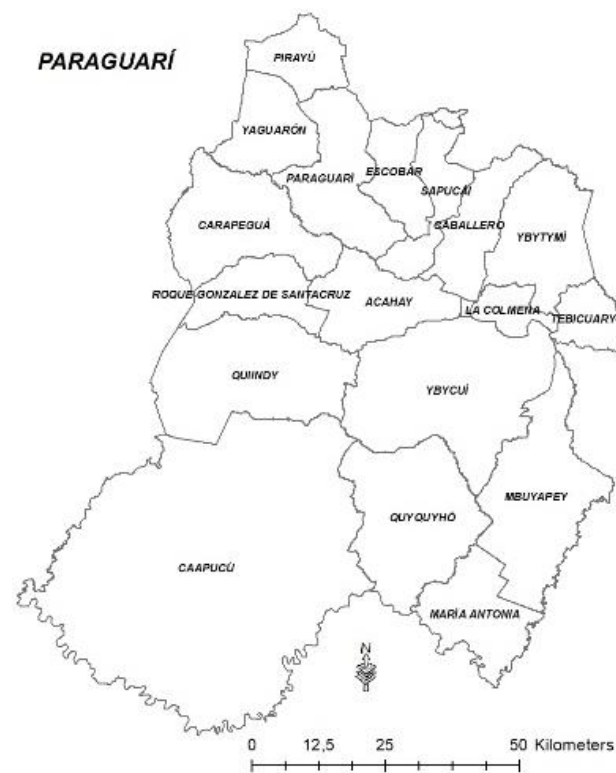 PARAGUARÍ
PIRAYÚ
YAGUARÓN
PARAGUARÍ
ESCOBAR
SAPUCÁI
CABALLERO
YBYTYMÍ
CARAPEGUÁ
ROQUE GONZALEZ DE SANTACRUZ
ACAHAY
LA COLMENA
TEBICUARY
QUIINDY
YBYCUÍ
MBUYAPEY
QUYQUYHÓ
CAAPUCÚ
MARÍA ANTONIA
N
0 12,5 25 50 Kilometers